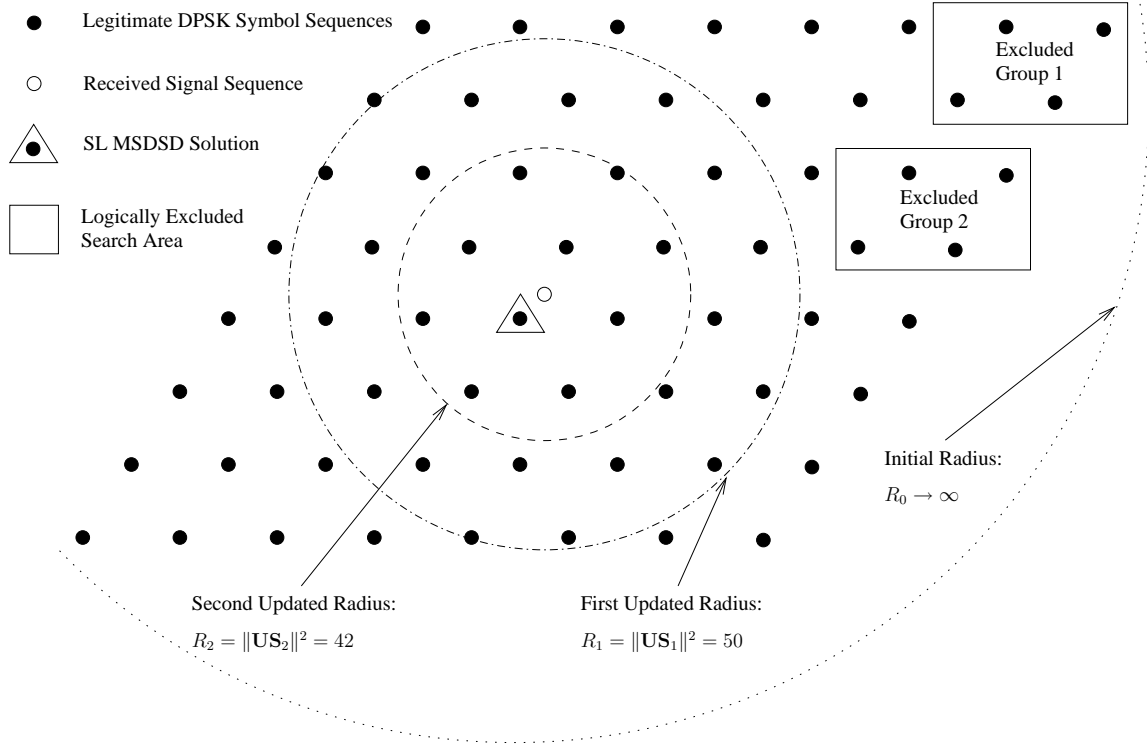 Legitimate DPSK Symbol Sequences
Received Signal Sequence
SL MSDSD Solution
Logically Excluded
Search Area
Excluded
Group 1
Excluded
Group 2
Initial Radius:
R₀ → ∞
Second Updated Radius:
R₂ = ‖US₂‖² = 42
First Updated Radius:
R₁ = ‖US₁‖² = 50